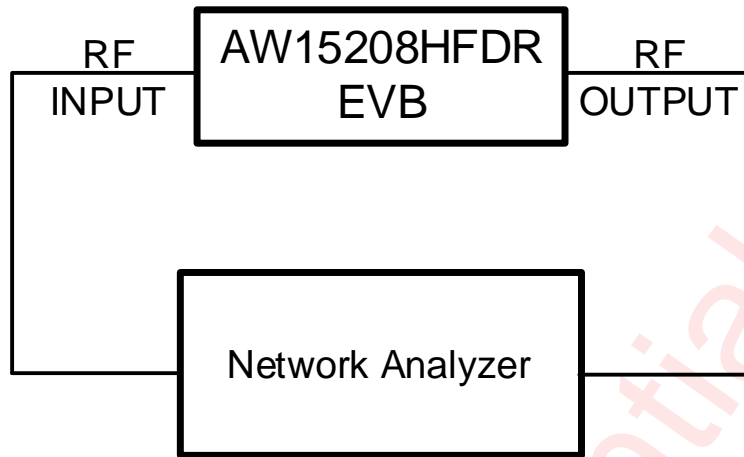 RF
INPUT
AW15208HFDR
EVB
RF
OUTPUT
Network Analyzer